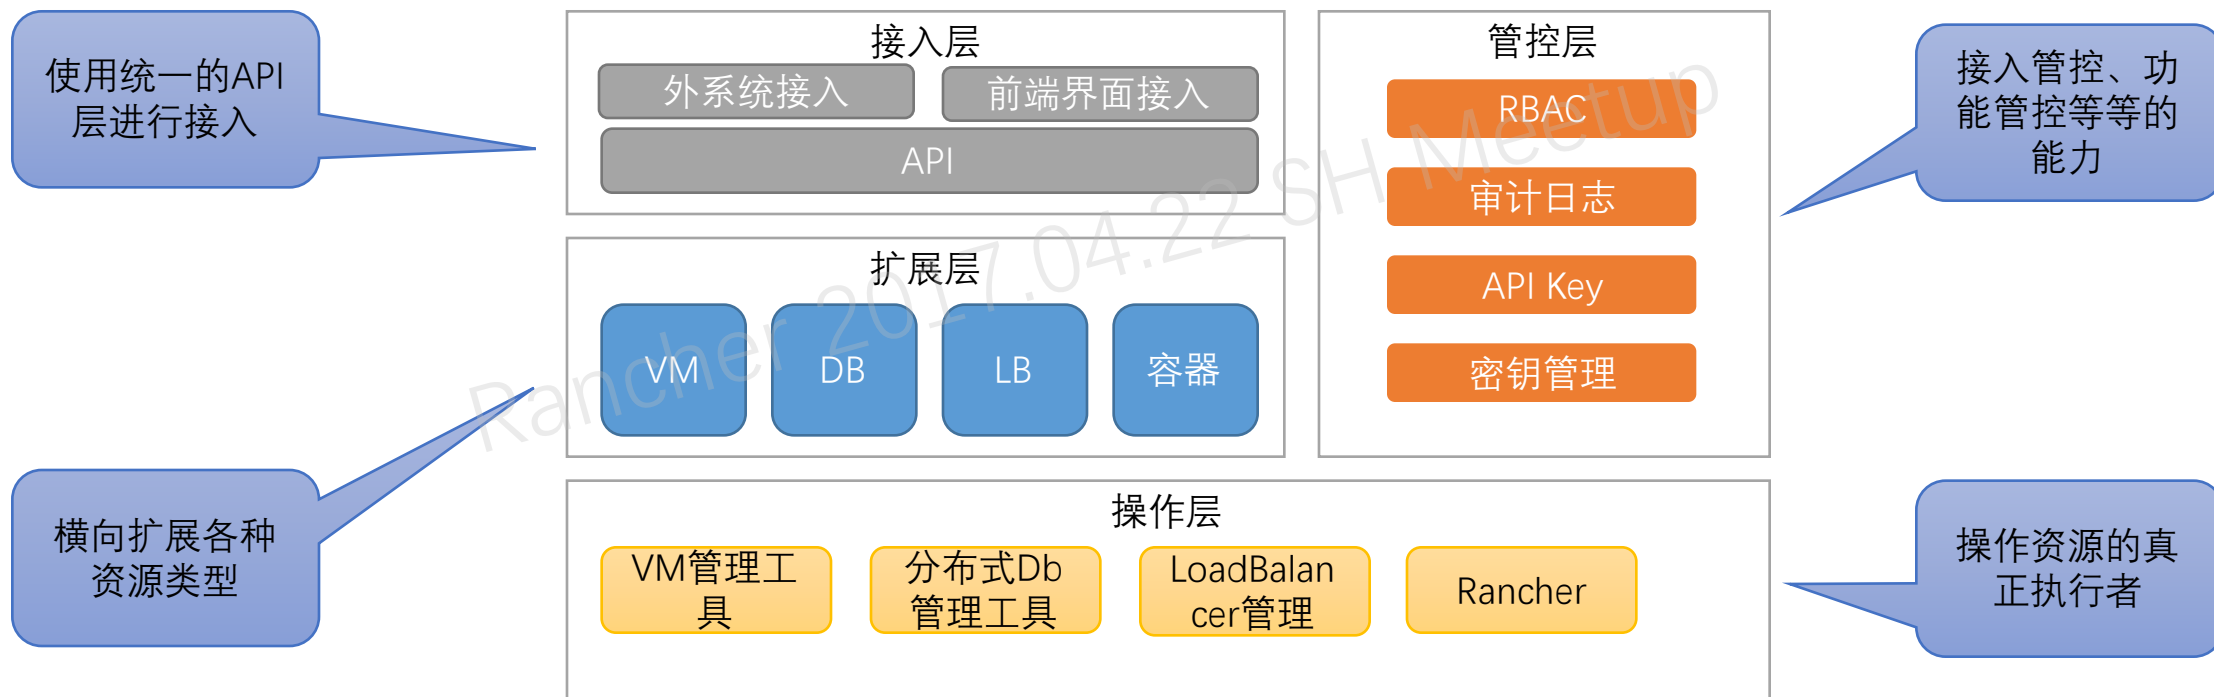 使用统一的API
层进行接入
接入层
外系统接入
前端界面接入
API
管控层
RBAC
审计日志
API Key
密钥管理
接入管控、功
能管控等等的
能力
扩展层
VM
DB
LB
容器
横向扩展各种
资源类型
操作层
VM管理工
具
分布式Db
管理工具
LoadBalan
cer管理
Rancher
操作资源的真
正执行者
Rancher 2017.04.22 SH Meetup